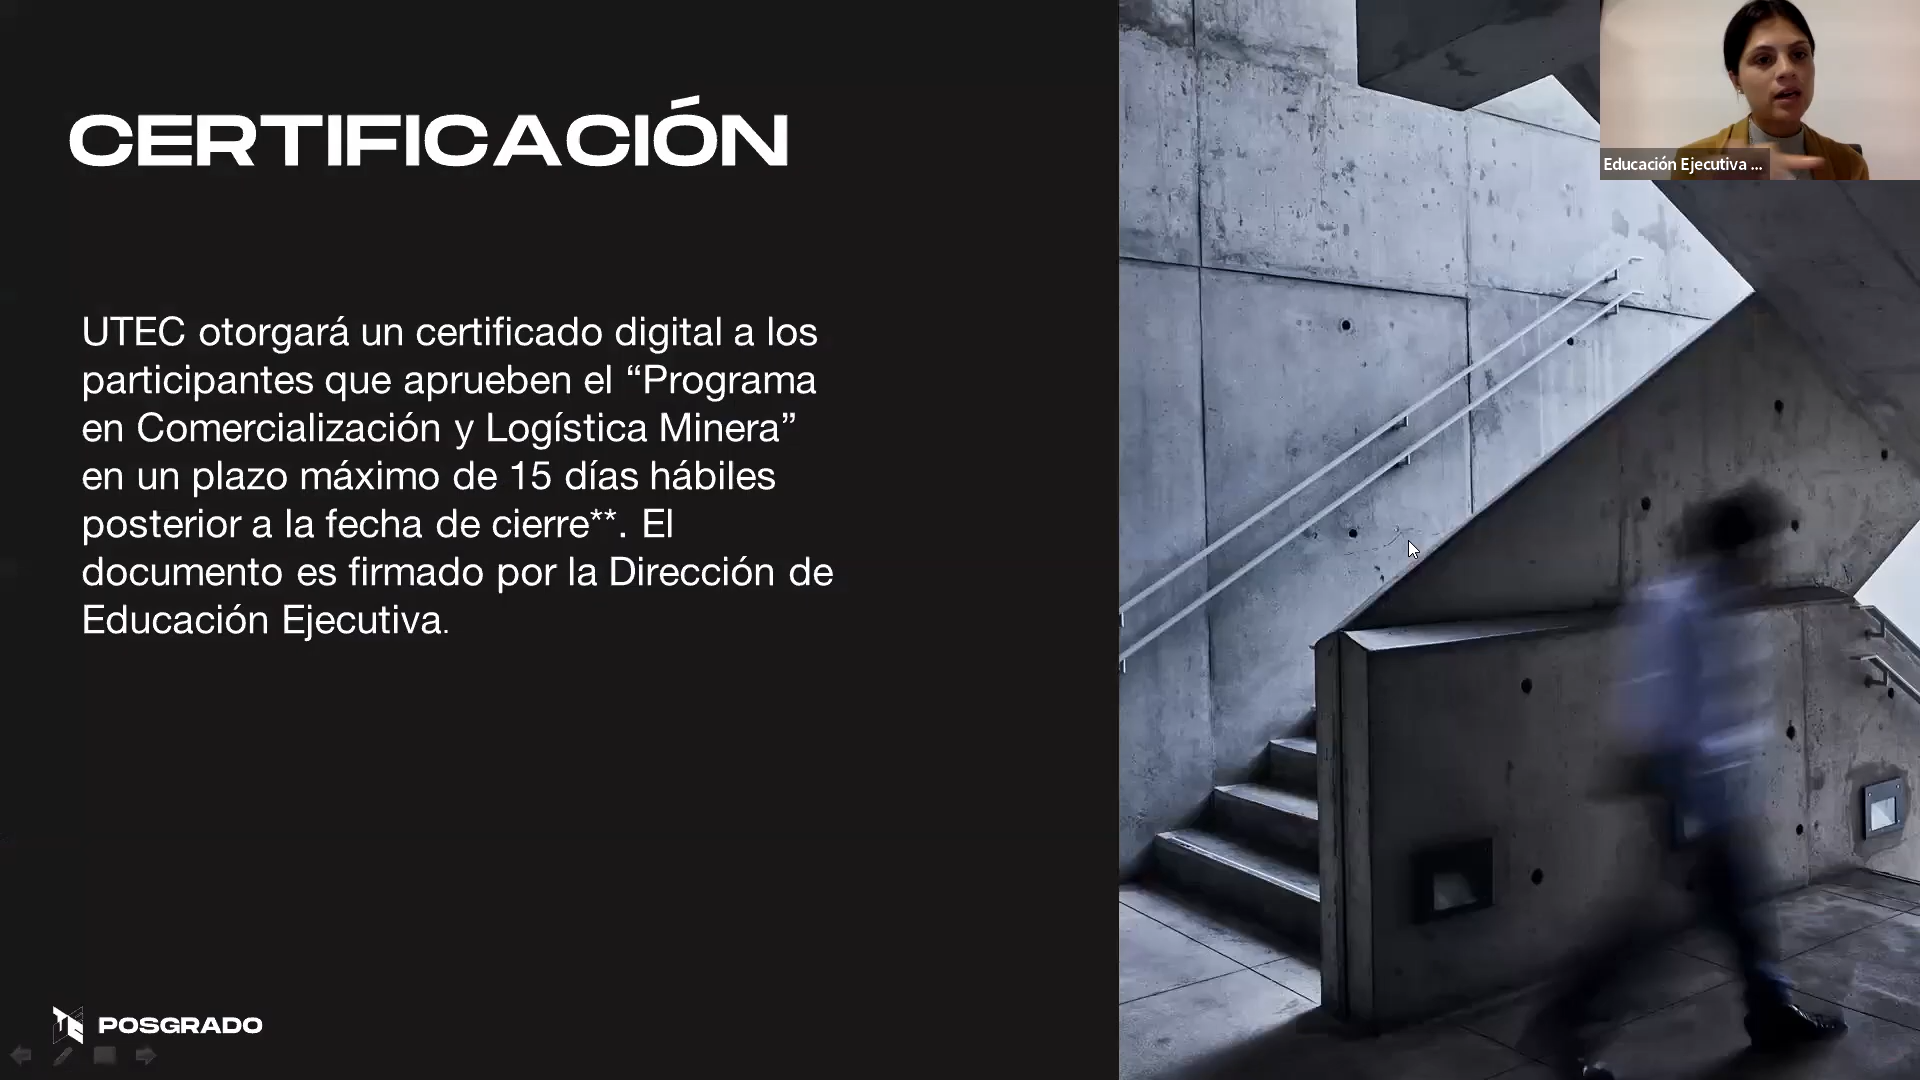 CERTIFICACIÓN
UTEC otorgará un certificado digital a los
participantes que aprueben el “Programa
en Comercialización y Logística Minera”
en un plazo máximo de 15 días hábiles
posterior a la fecha de cierre**. El
documento es firmado por la Dirección de
Educación Ejecutiva.
POSGRADO
Educación Ejecutiva ...